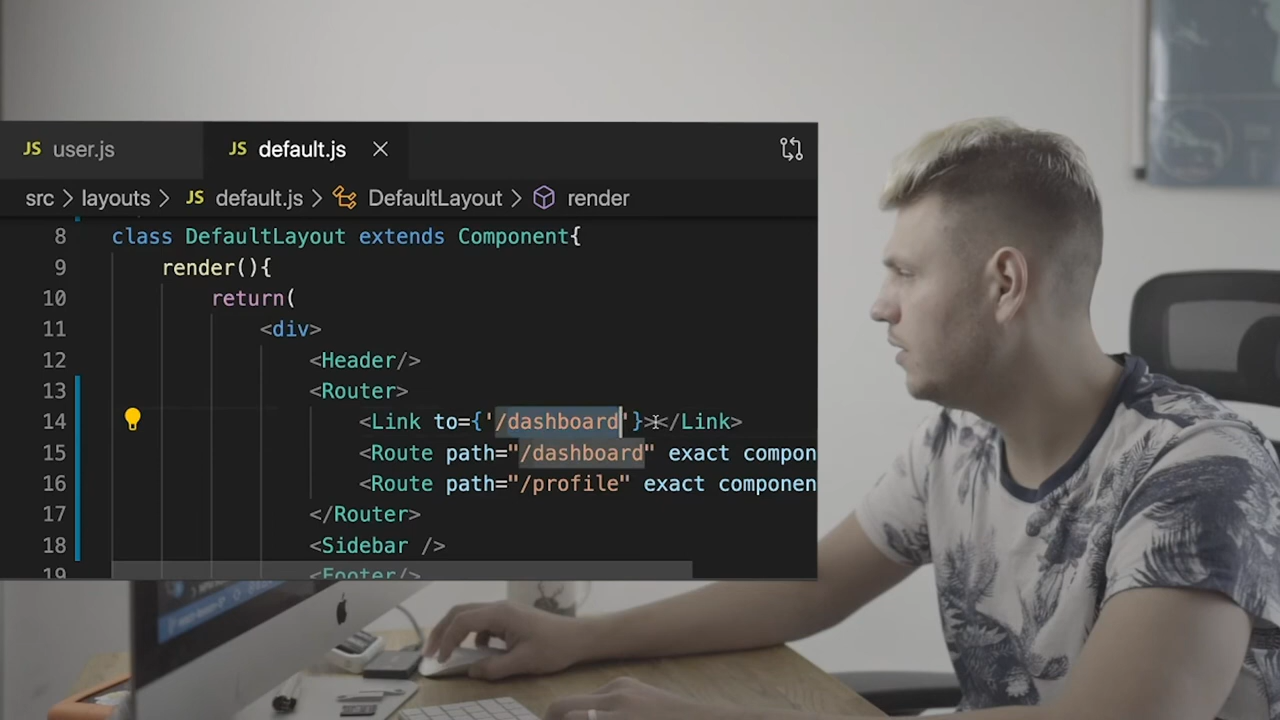 JS user.js JS default.js
src > layouts > JS default.js > DefaultLayout > render
8 class DefaultLayout extends Component{
9 render(){
10 return(
11 <div>
12 <Header/>
13 <Router>
14 <Link to={'/dashboard'}></Link>
15 <Route path="/dashboard" exact compon
16 <Route path="/profile" exact componen
17 </Router>
18 <Sidebar />
19 <Footer/>